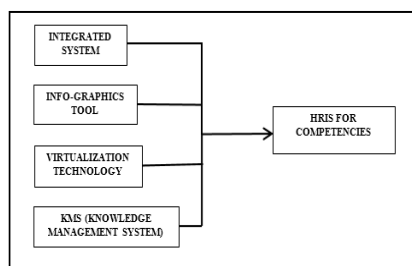 INTEGRATED
SYSTEM
INFO-GRAPHICS
TOOL
HRIS FOR
COMPETENCIES
VIRTUALIZATION
TECHNOLOGY
KMS (KNOWLEDGE
MANAGEMENT SYSTEM)